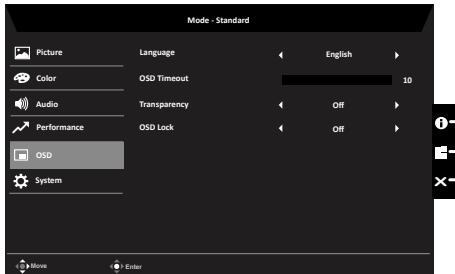 Mode - Standard
Picture
Language
English
Color
OSD Timeout
10
Audio
Transparency
Off
Performance
OSD Lock
Off
OSD
System
Move
Enter